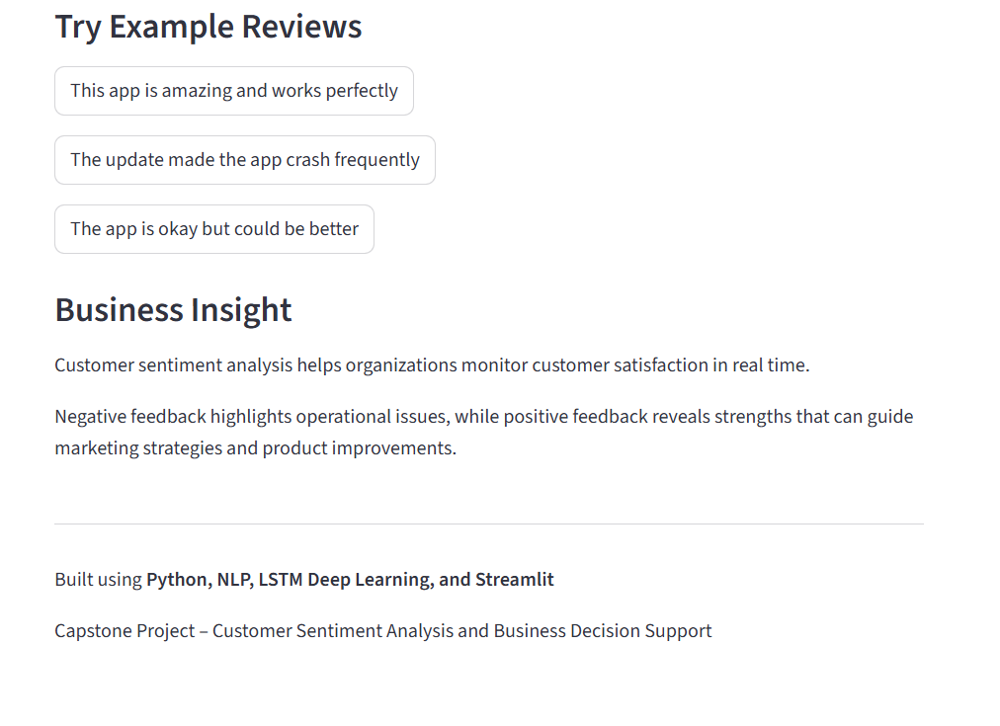 Try Example Reviews
This app is amazing and works perfectly
The update made the app crash frequently
The app is okay but could be better
Business Insight
Customer sentiment analysis helps organizations monitor customer satisfaction in real time.
Negative feedback highlights operational issues, while positive feedback reveals strengths that can guide
marketing strategies and product improvements.
Built using Python, NLP, LSTM Deep Learning, and Streamlit
Capstone Project – Customer Sentiment Analysis and Business Decision Support